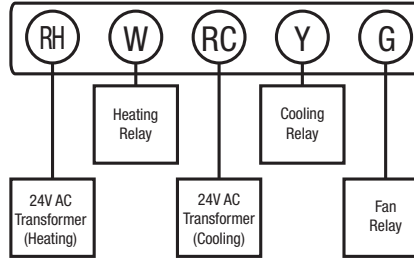 RH W RC Y G
Heating
Relay
Cooling
Relay
24V AC
Transformer
(Heating)
24V AC
Transformer
(Cooling)
Fan
Relay